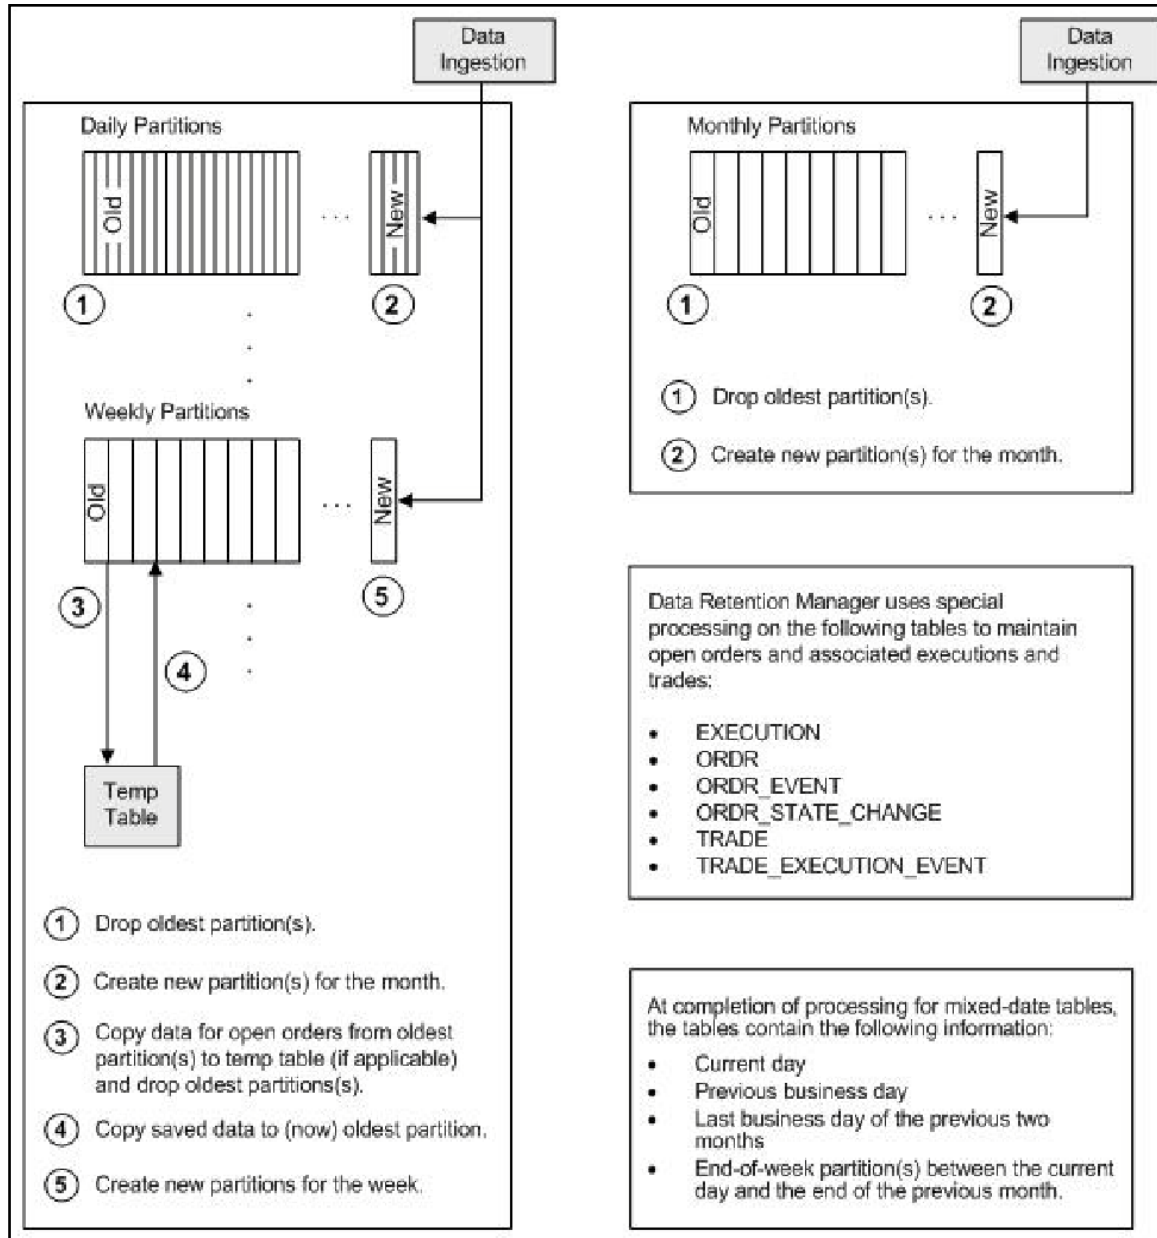 Data
Ingestion
Daily Partitions
Old
...
New
1
2
Weekly Partitions
Old
...
New
3
4
5
Temp
Table
1 Drop oldest partition(s).
2 Create new partition(s) for the month.
3 Copy data for open orders from oldest
partition(s) to temp table (if applicable)
and drop oldest partitions(s).
4 Copy saved data to (now) oldest partition.
5 Create new partitions for the week.
Data
Ingestion
Monthly Partitions
Old
...
New
1
2
1 Drop oldest partition(s).
2 Create new partition(s) for the month.
Data Retention Manager uses special
processing on the following tables to maintain
open orders and associated executions and
trades:
• EXECUTION
• ORDR
• ORDR_EVENT
• ORDR_STATE_CHANGE
• TRADE
• TRADE_EXECUTION_EVENT
At completion of processing for mixed-date tables,
the tables contain the following information:
• Current day
• Previous business day
• Last business day of the previous two
months
• End-of-week partition(s) between the current
day and the end of the previous month.